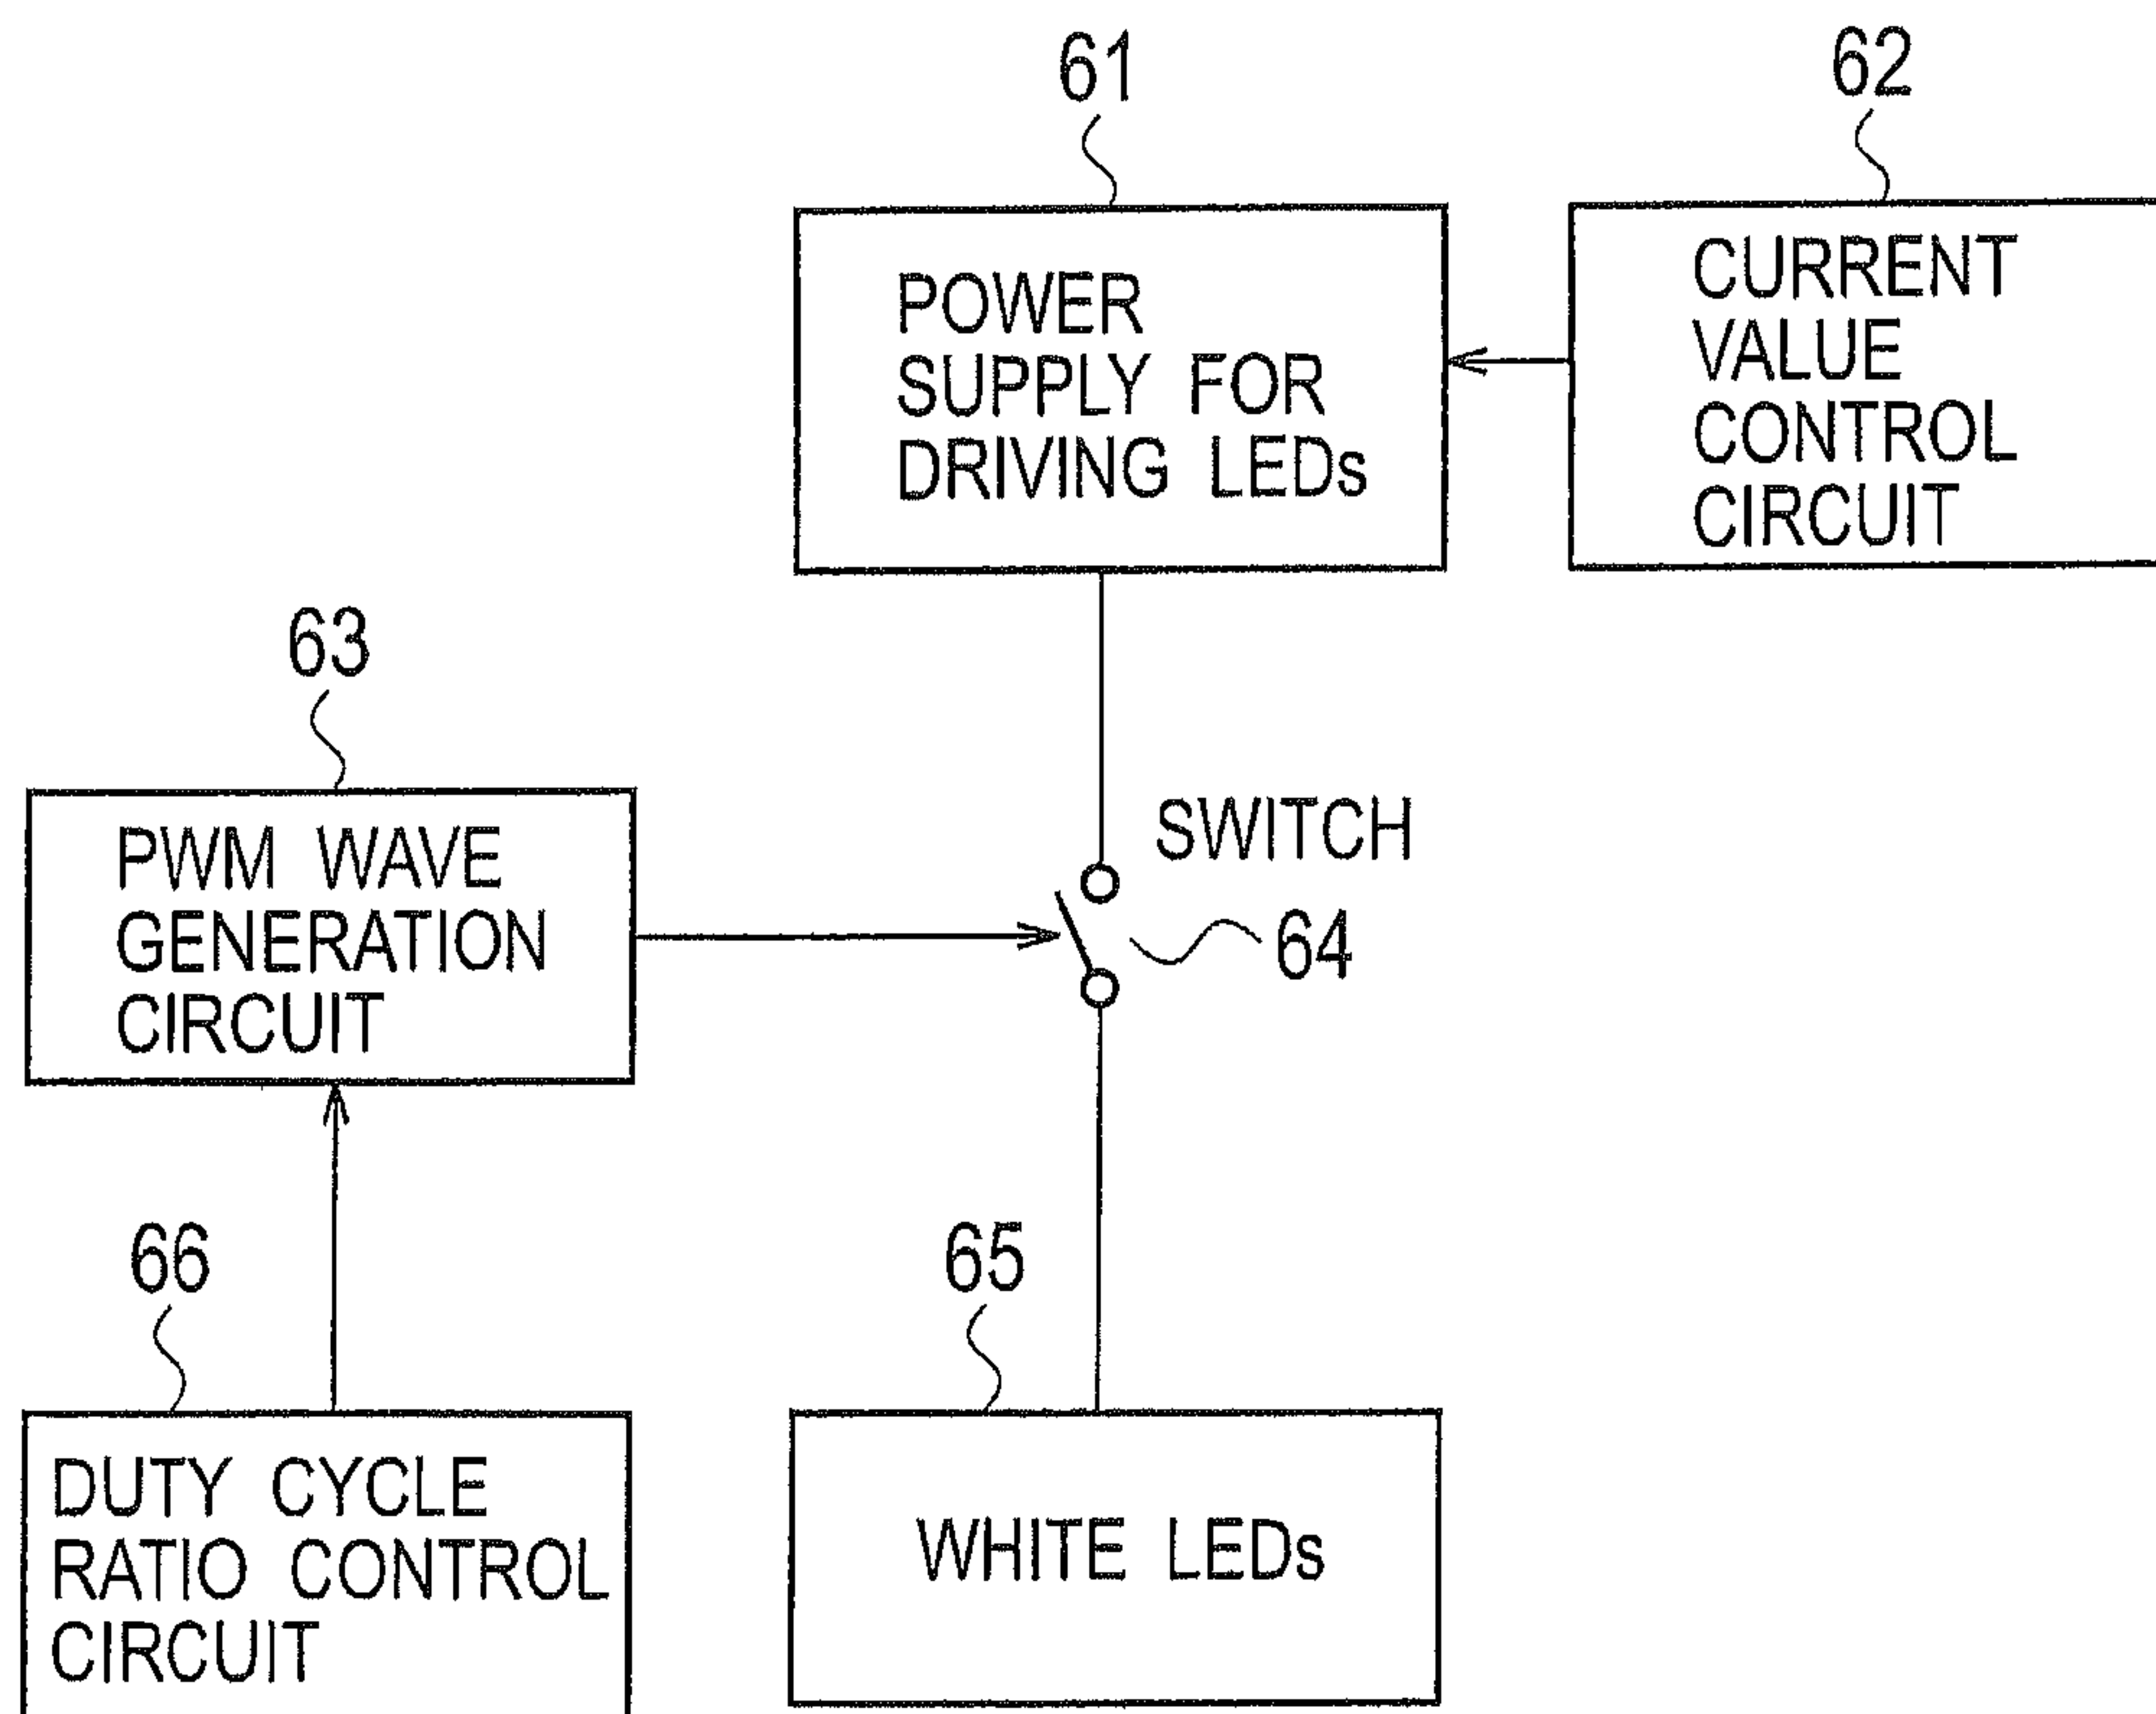 61
62
POWER
SUPPLY FOR
DRIVING LEDs
CURRENT
VALUE
CONTROL
CIRCUIT
63
PWM WAVE
GENERATION
CIRCUIT
SWITCH
64
66
65
DUTY CYCLE
RATIO CONTROL
CIRCUIT
WHITE LEDs